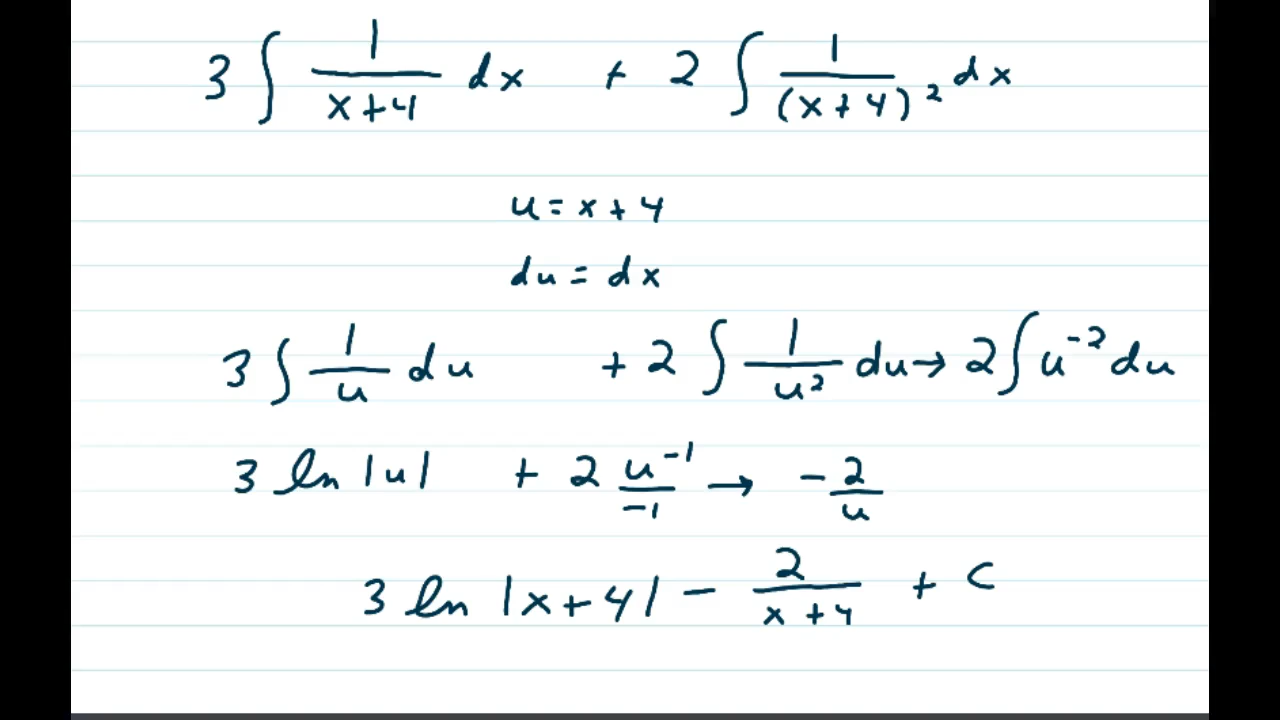 3 ∫ 1/(x+4) dx + 2 ∫ 1/(x+4)² dx
u = x + 4
du = dx
3 ∫ 1/u du + 2 ∫ 1/u² du → 2 ∫ u⁻² du
3 ln |u| + 2 u⁻¹/-1 → - 2/u
3 ln |x+4| - 2/(x+4) + C